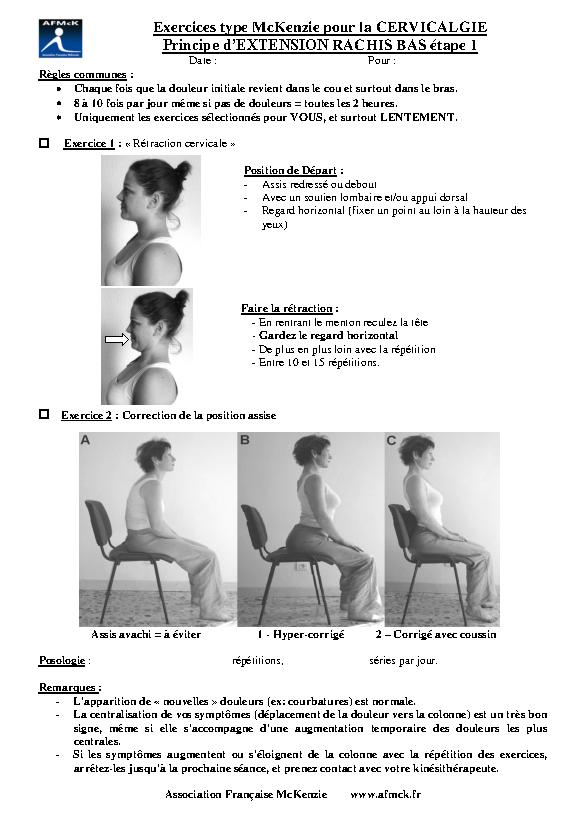 AFMcK
Exercices type McKenzie pour la CERVICALGIE
Principe d'EXTENSION RACHIS BAS étape 1
Date : Pour :
Règles communes :
• Chaque fois que la douleur initiale revient dans le cou et surtout dans le bras.
• 8 à 10 fois par jour même si pas de douleurs = toutes les 2 heures.
• Uniquement les exercices sélectionnés pour VOUS, et surtout LENTEMENT.
Exercice 1 : « Rétraction cervicale »
Position de Départ :
- Assis redressé ou debout
- Avec un soutien lombaire et/ou appui dorsal
- Regard horizontal (fixer un point au loin à la hauteur des
yeux)
Faire la rétraction :
- En rentrant le menton reculez la tête
- Gardez le regard horizontal
- De plus en plus loin avec la répétition
- Entre 10 et 15 répétitions.
Exercice 2 : Correction de la position assise
A B C
Assis avachi = à éviter 1 - Hyper-corrigé 2 – Corrigé avec coussin
Posologie : répétitions, séries par jour.
Remarques :
- L'apparition de « nouvelles » douleurs (ex: courbatures) est normale.
- La centralisation de vos symptômes (déplacement de la douleur vers la colonne) est un très bon
signe, même si elle s'accompagne d'une augmentation temporaire des douleurs les plus
centrales.
- Si les symptômes augmentent ou s'éloignent de la colonne avec la répétition des exercices,
arrêtez-les jusqu'à la prochaine séance, et prenez contact avec votre kinésithérapeute.
Association Française McKenzie www.afmck.fr